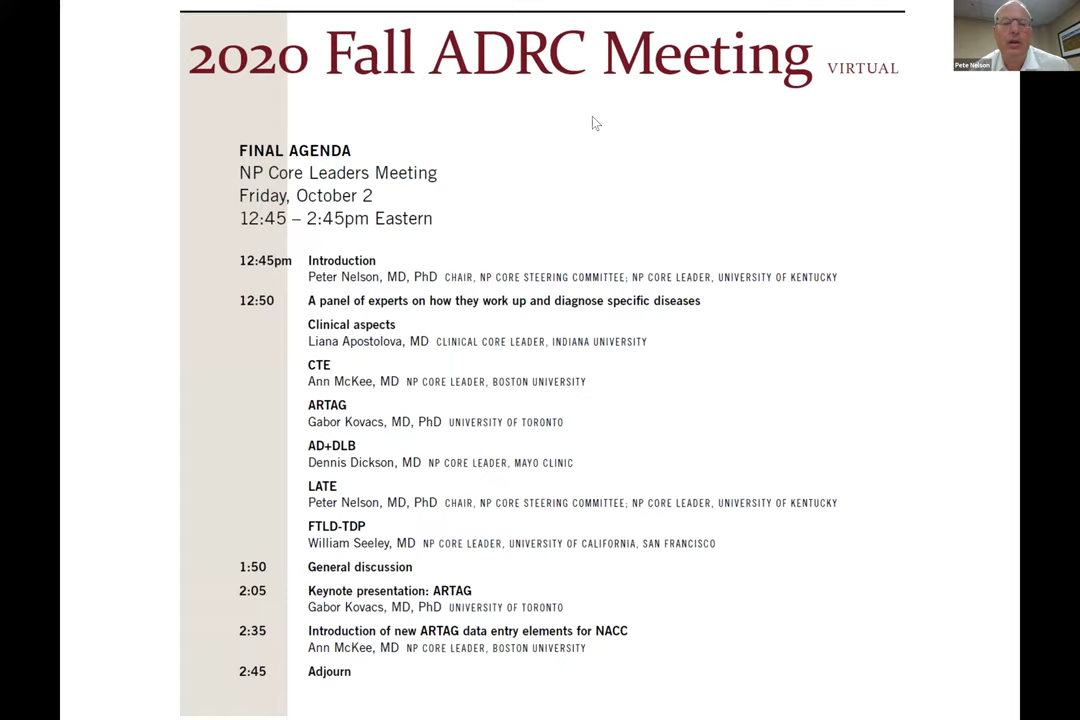 2020 Fall ADRC Meeting VIRTUAL
Pete Nelson
FINAL AGENDA
NP Core Leaders Meeting
Friday, October 2
12:45 – 2:45pm Eastern
12:45pm Introduction
Peter Nelson, MD, PhD CHAIR, NP CORE STEERING COMMITTEE; NP CORE LEADER, UNIVERSITY OF KENTUCKY
12:50 A panel of experts on how they work up and diagnose specific diseases
Clinical aspects
Liana Apostolova, MD CLINICAL CORE LEADER, INDIANA UNIVERSITY
CTE
Ann McKee, MD NP CORE LEADER, BOSTON UNIVERSITY
ARTAG
Gabor Kovacs, MD, PhD UNIVERSITY OF TORONTO
AD+DLB
Dennis Dickson, MD NP CORE LEADER, MAYO CLINIC
LATE
Peter Nelson, MD, PhD CHAIR, NP CORE STEERING COMMITTEE; NP CORE LEADER, UNIVERSITY OF KENTUCKY
FTLD-TDP
William Seeley, MD NP CORE LEADER, UNIVERSITY OF CALIFORNIA, SAN FRANCISCO
1:50 General discussion
2:05 Keynote presentation: ARTAG
Gabor Kovacs, MD, PhD UNIVERSITY OF TORONTO
2:35 Introduction of new ARTAG data entry elements for NACC
Ann McKee, MD NP CORE LEADER, BOSTON UNIVERSITY
2:45 Adjourn